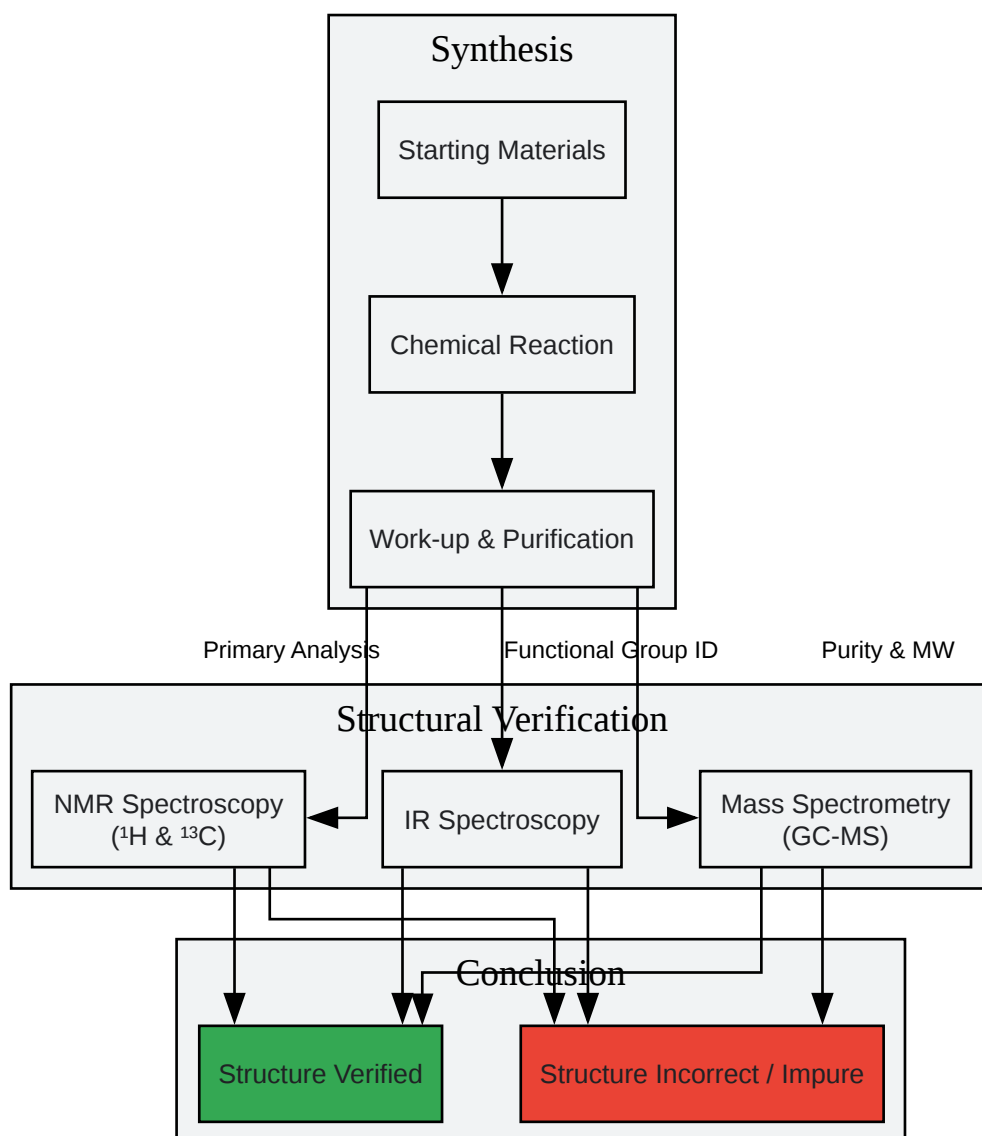 Synthesis
Starting Materials
Chemical Reaction
Work-up & Purification
Primary Analysis
Functional Group ID
Purity & MW
Structural Verification
NMR Spectroscopy
(¹H & ¹³C)
IR Spectroscopy
Mass Spectrometry
(GC-MS)
Conclusion
Structure Verified
Structure Incorrect / Impure